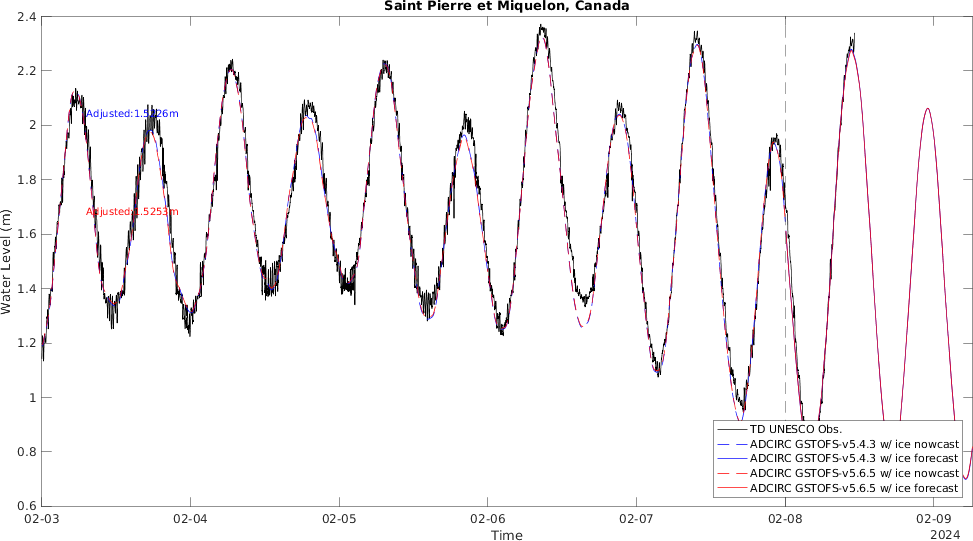 Saint Pierre et Miquelon, Canada
2.4
2.2
2
1.8
1.6
1.4
1.2
1
0.8
0.6
Water Level (m)
Adjusted:1.5126m
Adjusted:1.5253m
TD UNESCO Obs.
ADCIRC GSTOFS-v5.4.3 w/ ice nowcast
ADCIRC GSTOFS-v5.4.3 w/ ice forecast
ADCIRC GSTOFS-v5.6.5 w/ ice nowcast
ADCIRC GSTOFS-v5.6.5 w/ ice forecast
02-03 02-04 02-05 02-06 02-07 02-08 02-09
Time
2024